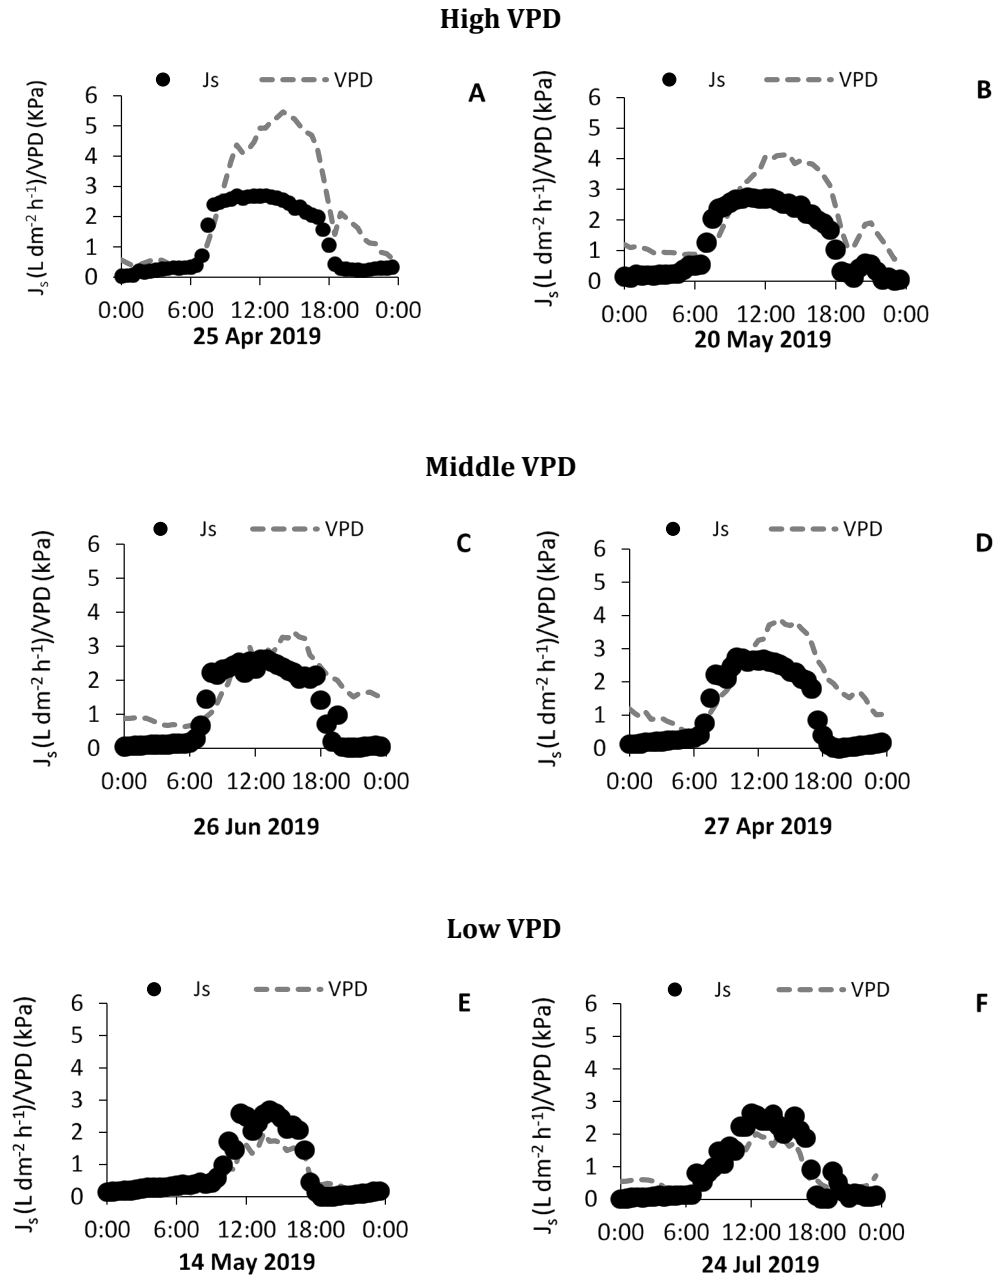 High VPD
Js VPD A
J_s (L dm⁻² h⁻¹)/VPD (KPa)
6
5
4
3
2
1
0
0:00 6:00 12:00 18:00 0:00
25 Apr 2019
Js VPD B
J_s (L dm⁻² h⁻¹)/VPD (kPa)
6
5
4
3
2
1
0
0:00 6:00 12:00 18:00 0:00
20 May 2019
Middle VPD
Js VPD C
J_s (L dm⁻² h⁻¹)/VPD (kPa)
6
5
4
3
2
1
0
0:00 6:00 12:00 18:00 0:00
26 Jun 2019
Js VPD D
J_s (L dm⁻² h⁻¹)/VPD (kPa)
6
5
4
3
2
1
0
0:00 6:00 12:00 18:00 0:00
27 Apr 2019
Low VPD
Js VPD E
J_s (L dm⁻² h⁻¹)/VPD (kPa)
6
5
4
3
2
1
0
0:00 6:00 12:00 18:00 0:00
14 May 2019
Js VPD F
J_s (L dm⁻² h⁻¹)/VPD (kPa)
6
5
4
3
2
1
0
0:00 6:00 12:00 18:00 0:00
24 Jul 2019